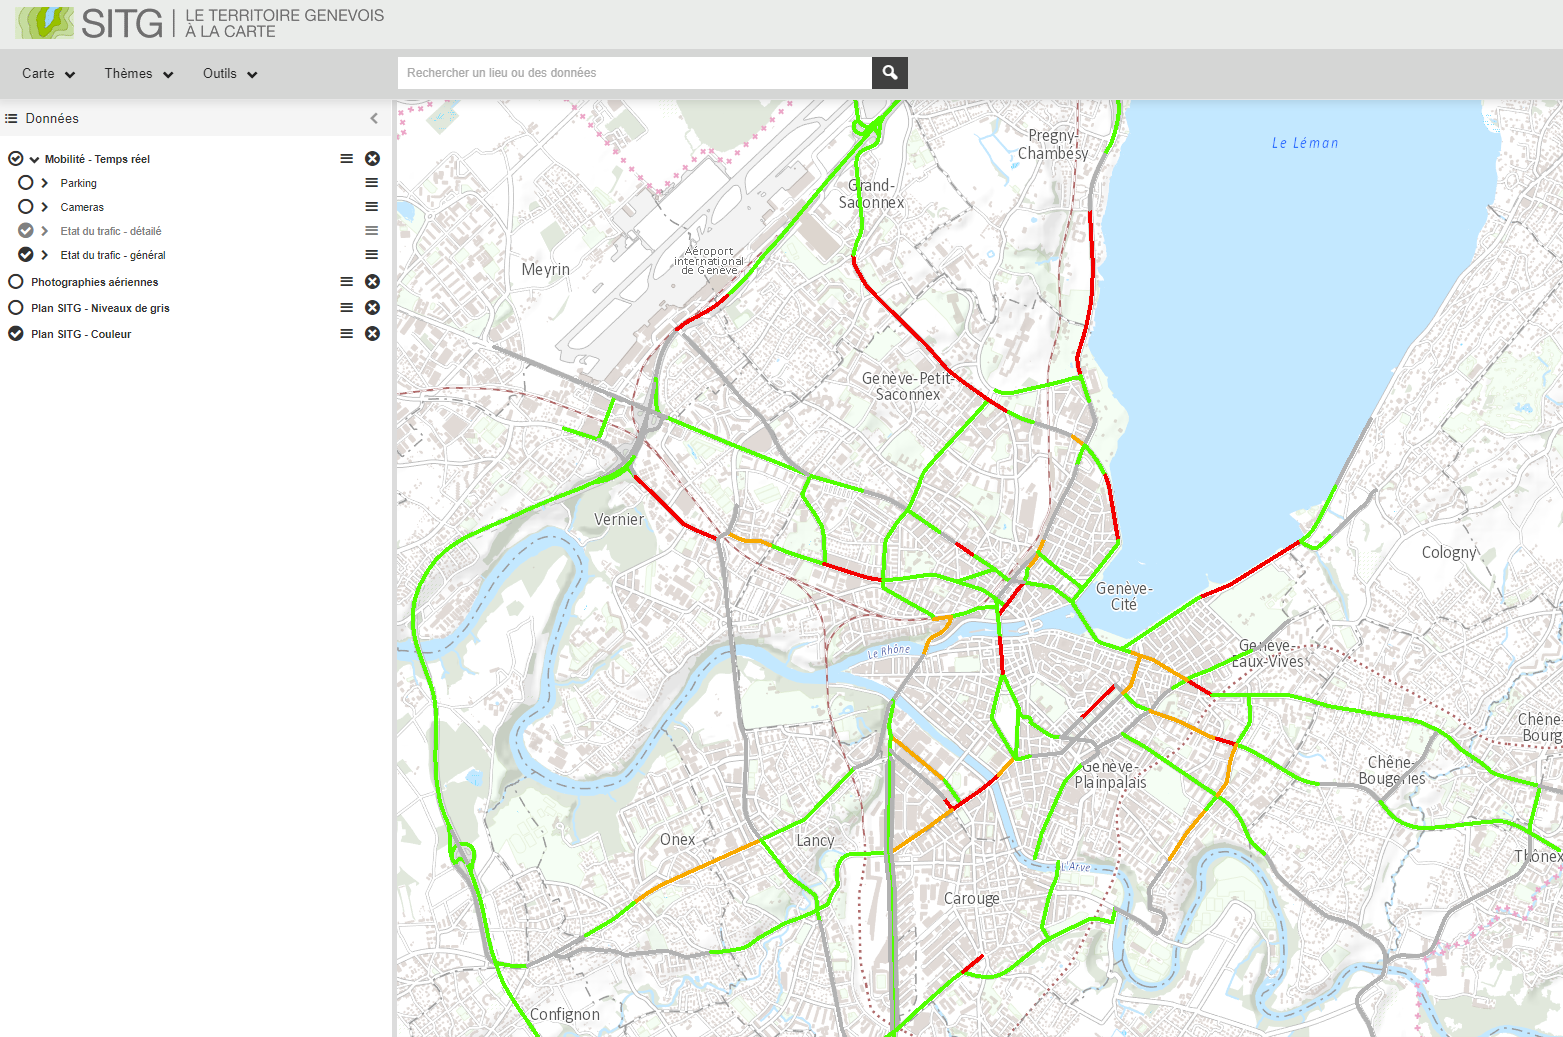 SITG
LE TERRITOIRE GENEVOIS
À LA CARTE
Carte
Thèmes
Outils
Rechercher un lieu ou des données
Données
Mobilité - Temps réel
Parking
Cameras
Etat du trafic - détailé
Etat du trafic - général
Photographies aériennes
Plan SITG - Niveaux de gris
Plan SITG - Couleur
Le Léman
Pregny-
Chambésy
Grand-
Saconnex
Aéroport
international
de Genève
Meyrin
Genève-Petit-
Saconnex
Vernier
Cologny
Genève-
Cité
Le Rhône
Genève-
Eaux-Vives
Chêne-
Bourg
Chêne-
Bougeries
Genève-
Plainpalais
Onex
Lancy
L'Arve
Thônex
Carouge
Confignon